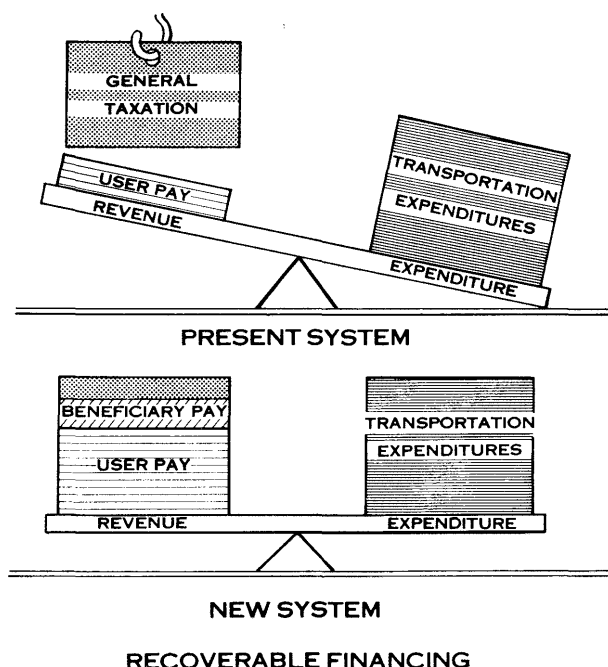 GENERAL
TAXATION
USER PAY
REVENUE
TRANSPORTATION
EXPENDITURES
EXPENDITURE
PRESENT SYSTEM
BENEFICIARY PAY
USER PAY
REVENUE
TRANSPORTATION
EXPENDITURES
EXPENDITURE
NEW SYSTEM
RECOVERABLE FINANCING